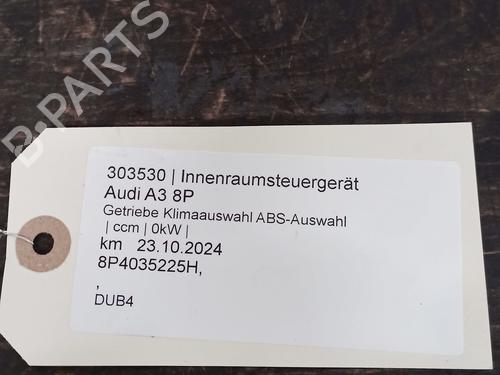 B-PARTS
303530 | Innenraumsteuergerät
Audi A3 8P
Getriebe Klimaauswahl ABS-Auswahl
| ccm | 0kW |
km 23.10.2024
8P4035225H,
,
DUB4